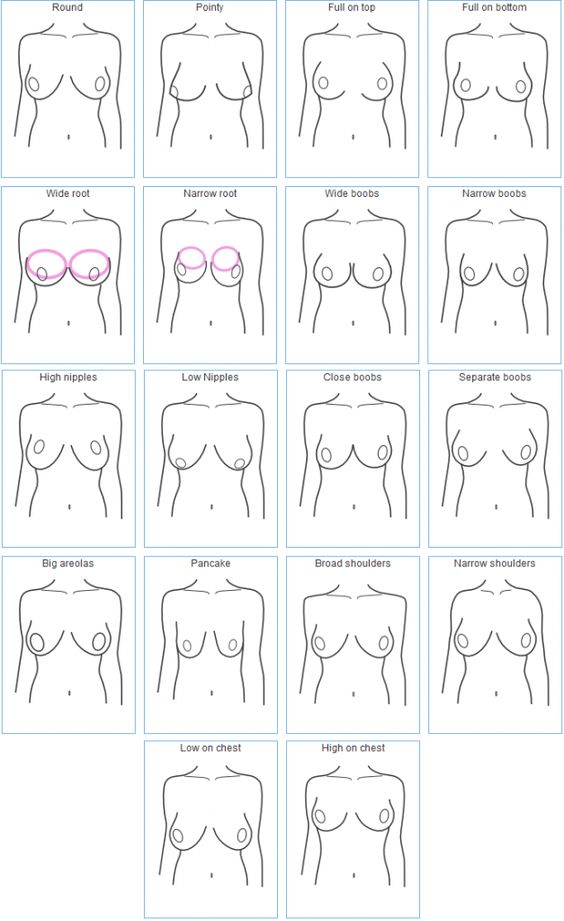 Round
Pointy
Full on top
Full on bottom
Wide root
Narrow root
Wide boobs
Narrow boobs
High nipples
Low Nipples
Close boobs
Separate boobs
Big areolas
Pancake
Broad shoulders
Narrow shoulders
Low on chest
High on chest